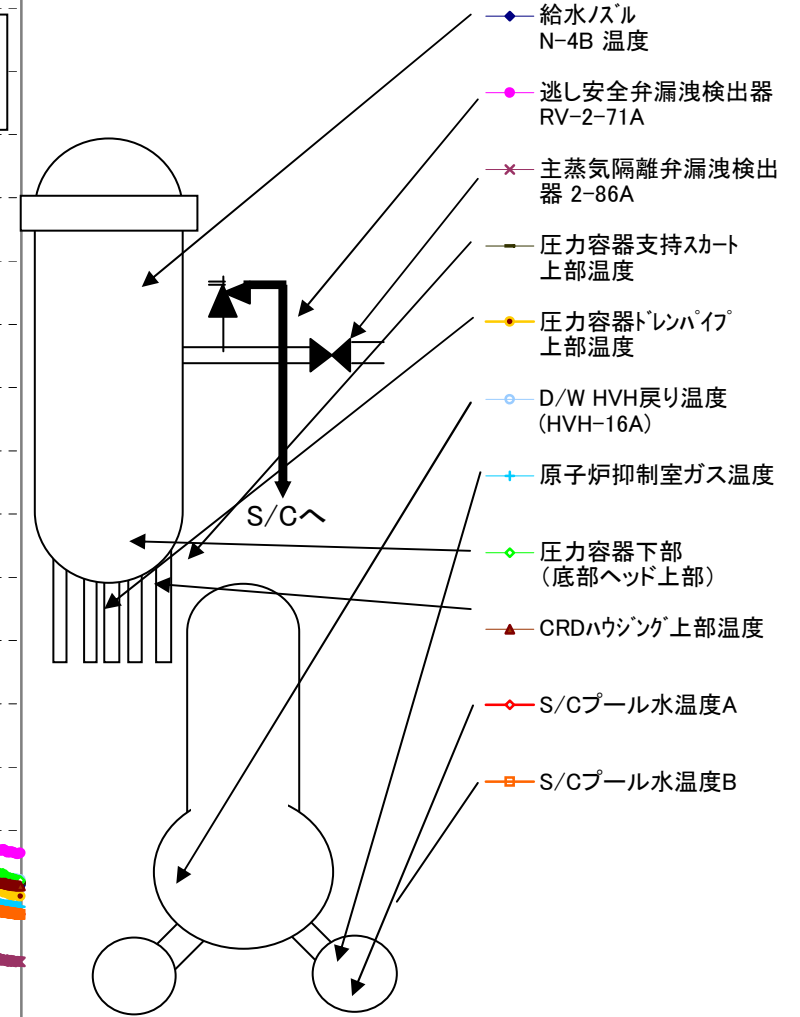 給水ノズル
N-4B 温度
逃し安全弁漏洩検出器
RV-2-71A
主蒸気隔離弁漏洩検出
器 2-86A
圧力容器支持スカート
上部温度
圧力容器ドレンパイプ
上部温度
D/W HVH戻り温度
(HVH-16A)
原子炉抑制室ガス温度
S/Cへ
圧力容器下部
（底部ヘッド上部）
CRDハウジング上部温度
S/Cプール水温度A
S/Cプール水温度B